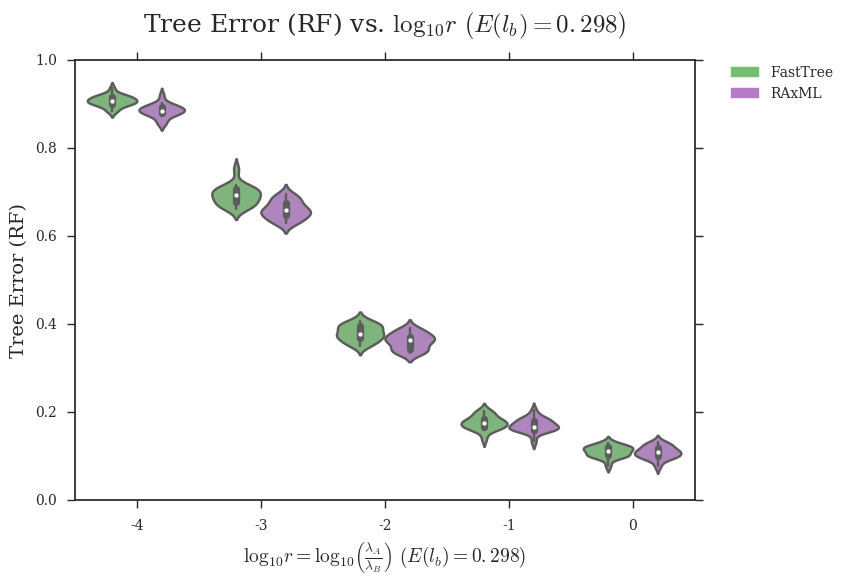 Tree Error (RF) vs. log₁₀r (E(l_b)=0.298)
FastTree
RAxML
Tree Error (RF)
1.0
0.8
0.6
0.4
0.2
0.0
-4 -3 -2 -1 0
log₁₀r=log₁₀(λ_A/λ_B) (E(l_b)=0.298)